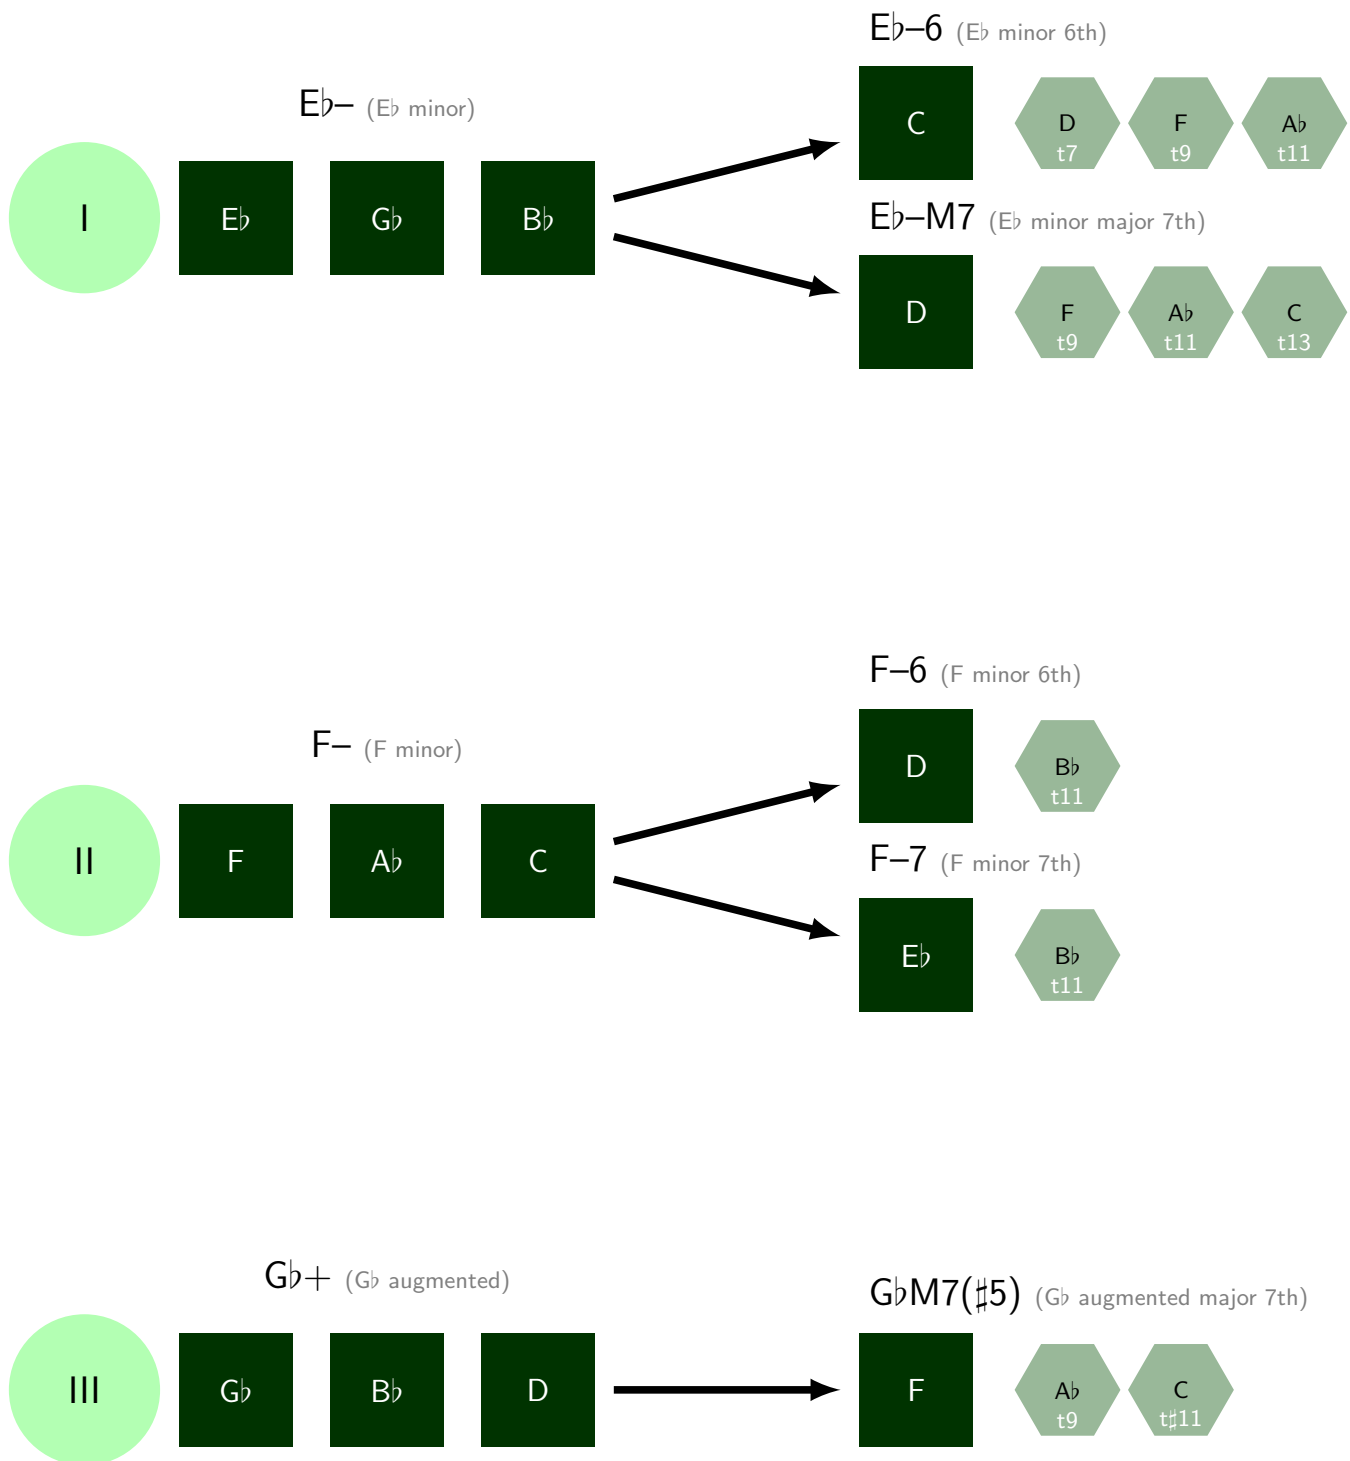 E♭–6 (E♭ minor 6th)
E♭– (E♭ minor)
C
D
t7
F
t9
A♭
t11
I
E♭
G♭
B♭
E♭–M7 (E♭ minor major 7th)
D
F
t9
A♭
t11
C
t13
F–6 (F minor 6th)
F– (F minor)
D
B♭
t11
II
F
A♭
C
F–7 (F minor 7th)
E♭
B♭
t11
G♭+ (G♭ augmented)
G♭M7(♯5) (G♭ augmented major 7th)
III
G♭
B♭
D
F
A♭
t9
C
t♯11